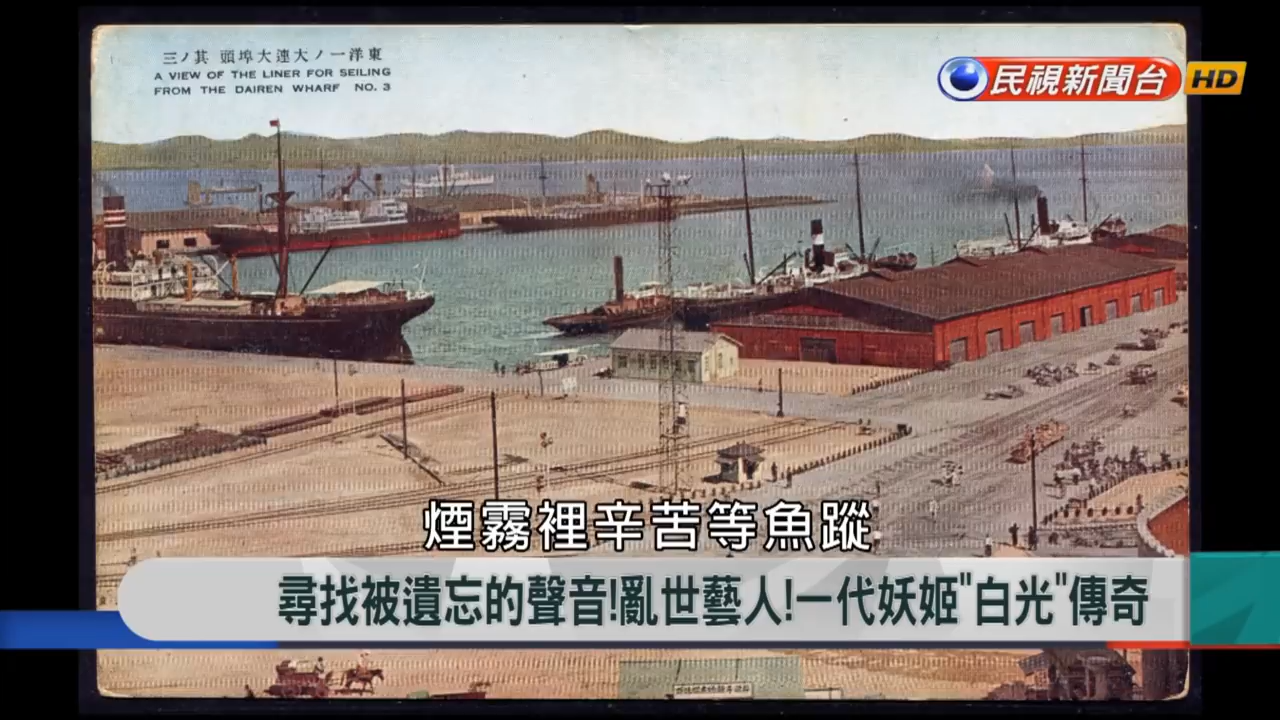 東洋一ノ大連大埠頭 其ノ三
A VIEW OF THE LINER FOR SEILING
FROM THE DAIREN WHARF NO. 3
民視新聞台 HD
煙霧裡辛苦等魚蹤
尋找被遺忘的聲音!亂世藝人!一代妖姬"白光"傳奇